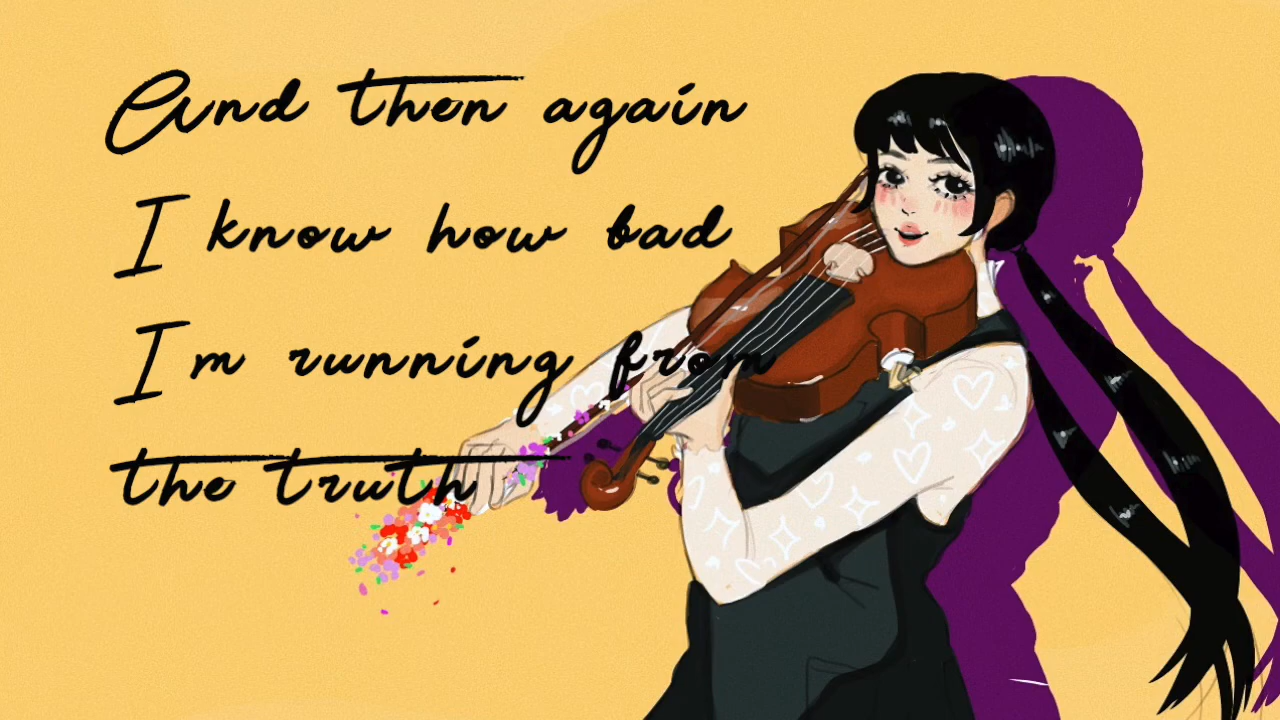 And then again
I know how bad
I m running from
the truth